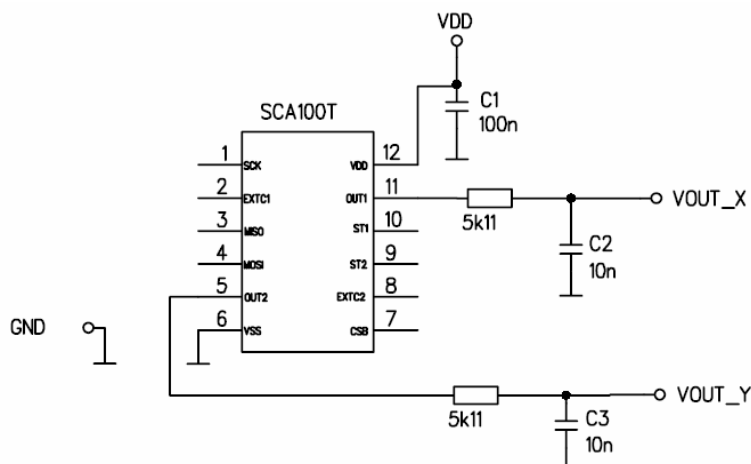 VDD
C1
100n
SCA100T
1 SCK VDD 12
2 EXTC1 OUT1 11
3 MISO ST1 10
4 MOSI ST2 9
5 OUT2 EXTC2 8
6 VSS CSB 7
5k11
VOUT_X
C2
10n
GND
5k11
VOUT_Y
C3
10n